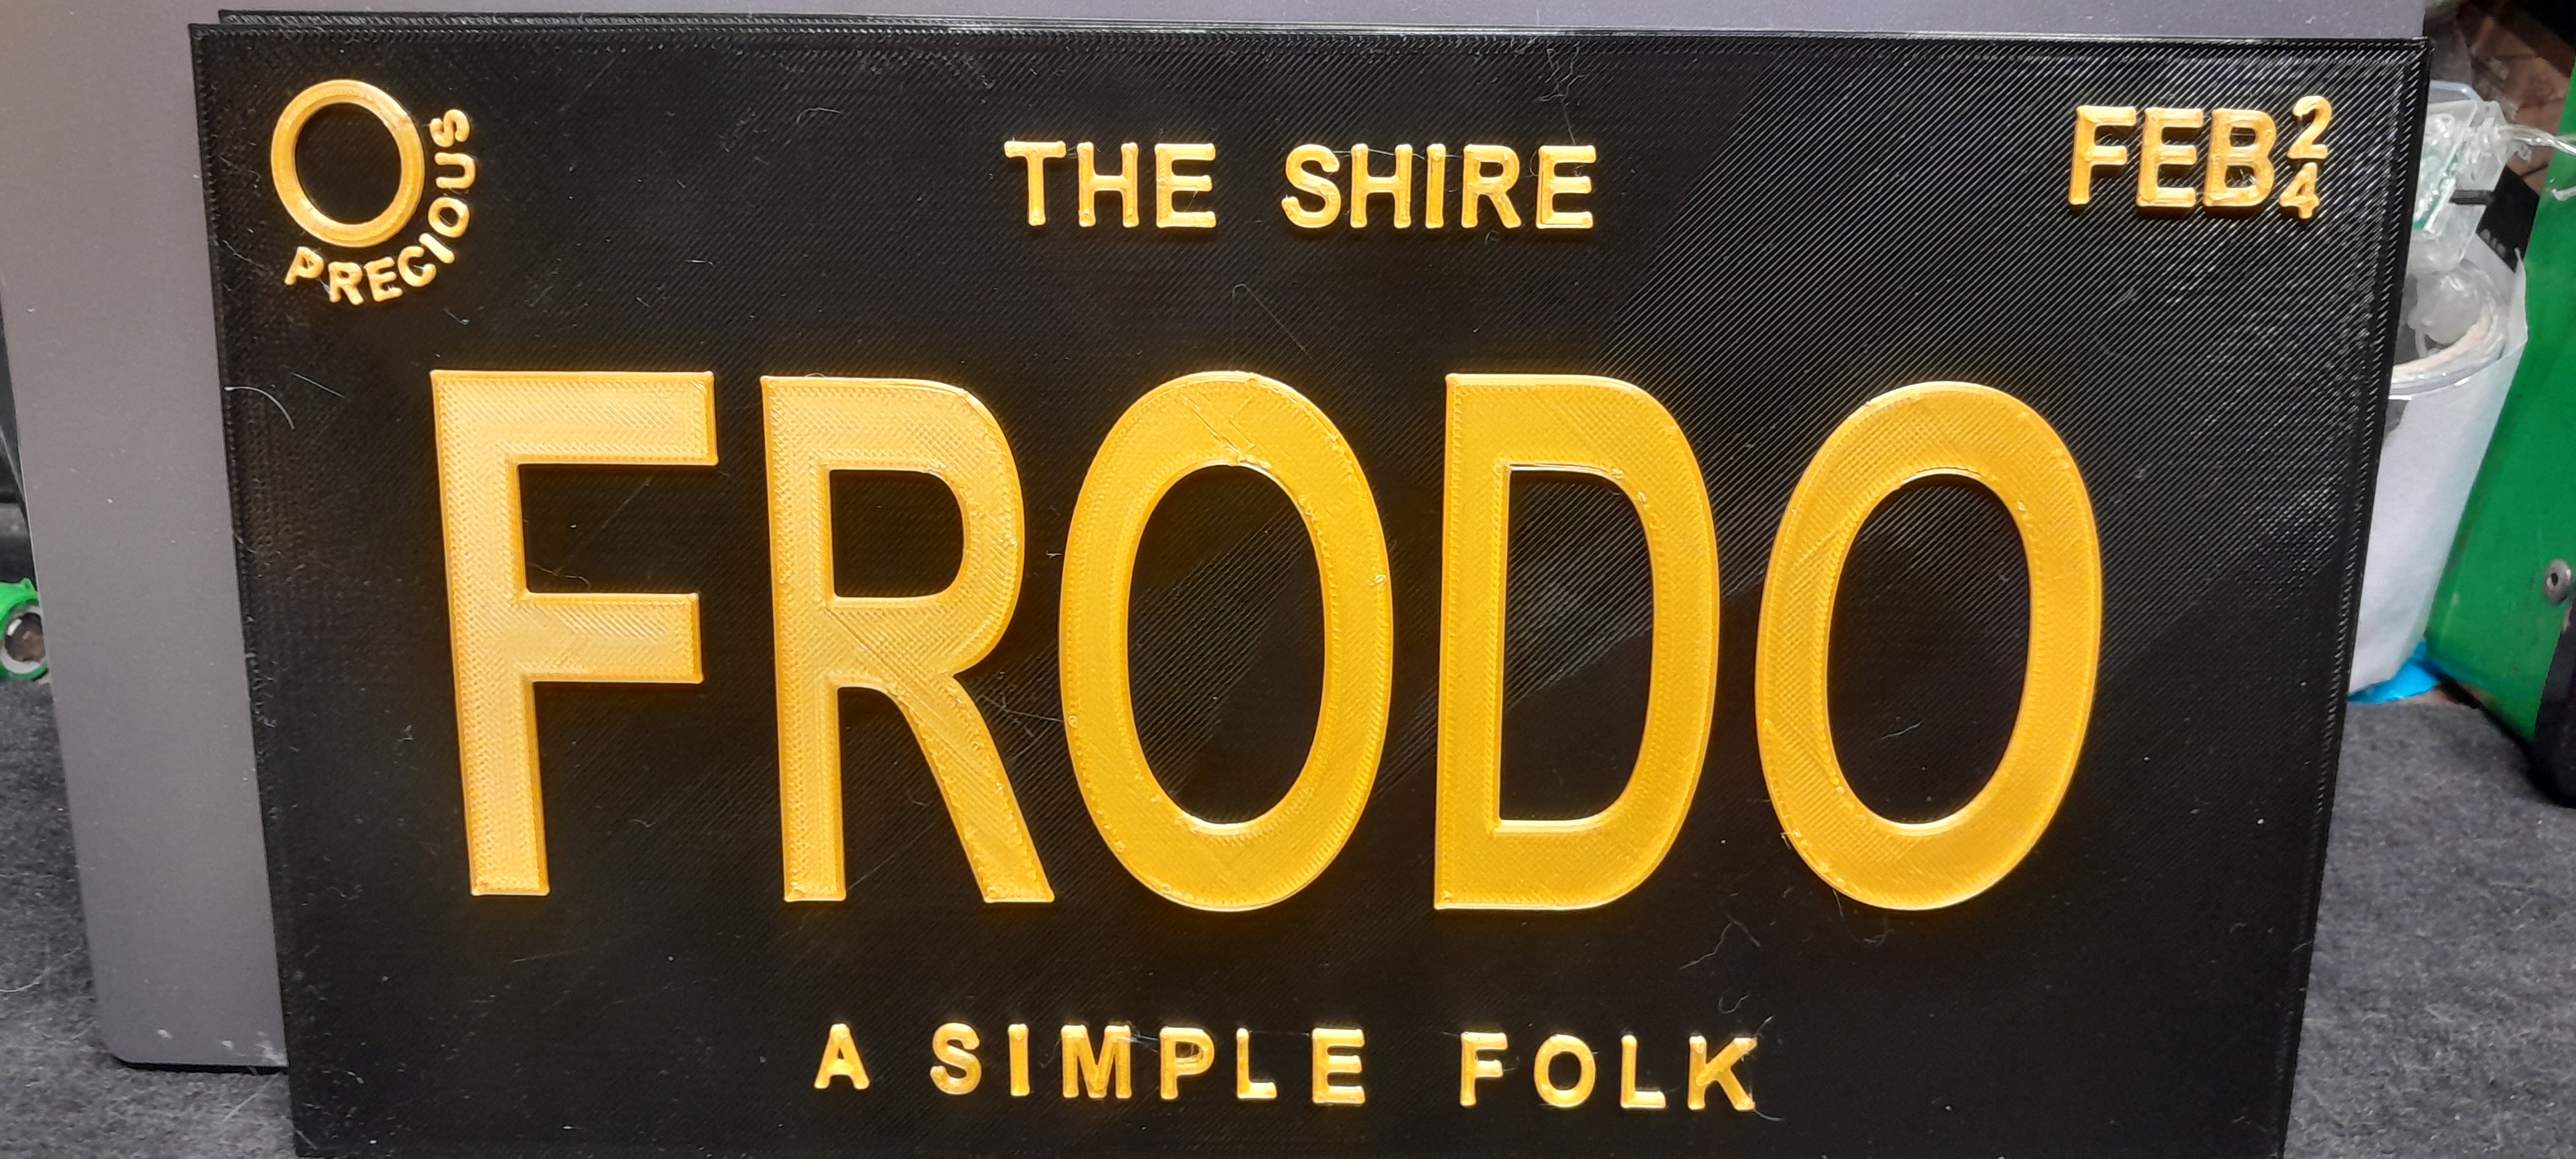 PRECIOUS
THE SHIRE
FEB 24
FRODO
A SIMPLE FOLK